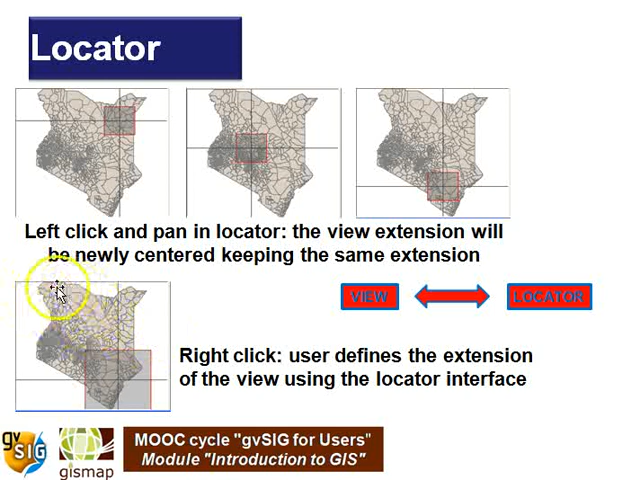 Locator
Left click and pan in locator: the view extension will
be newly centered keeping the same extension
VIEW
LOCATOR
Right click: user defines the extension
of the view using the locator interface
gv
SIG
gismap
MOOC cycle "gvSIG for Users"
Module "Introduction to GIS"